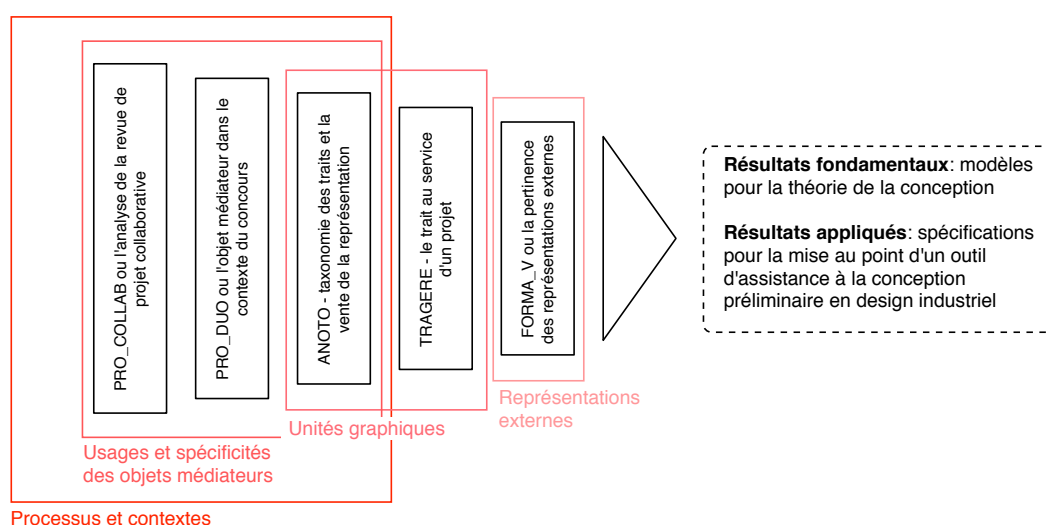 PRO_COLLAB ou l'analyse de la revue de
projet collaborative
PRO_DUO ou l'objet médiateur dans le
contexte du concours
ANOTO - taxonomie des traits et la
vente de la représentation
TRAGERE - le trait au service
d'un projet
FORMA_V ou la pertinence
des représentations externes
Résultats fondamentaux: modèles
pour la théorie de la conception
Résultats appliqués: spécifications
pour la mise au point d'un outil
d'assistance à la conception
préliminaire en design industriel
Représentations
externes
Unités graphiques
Usages et spécificités
des objets médiateurs
Processus et contextes